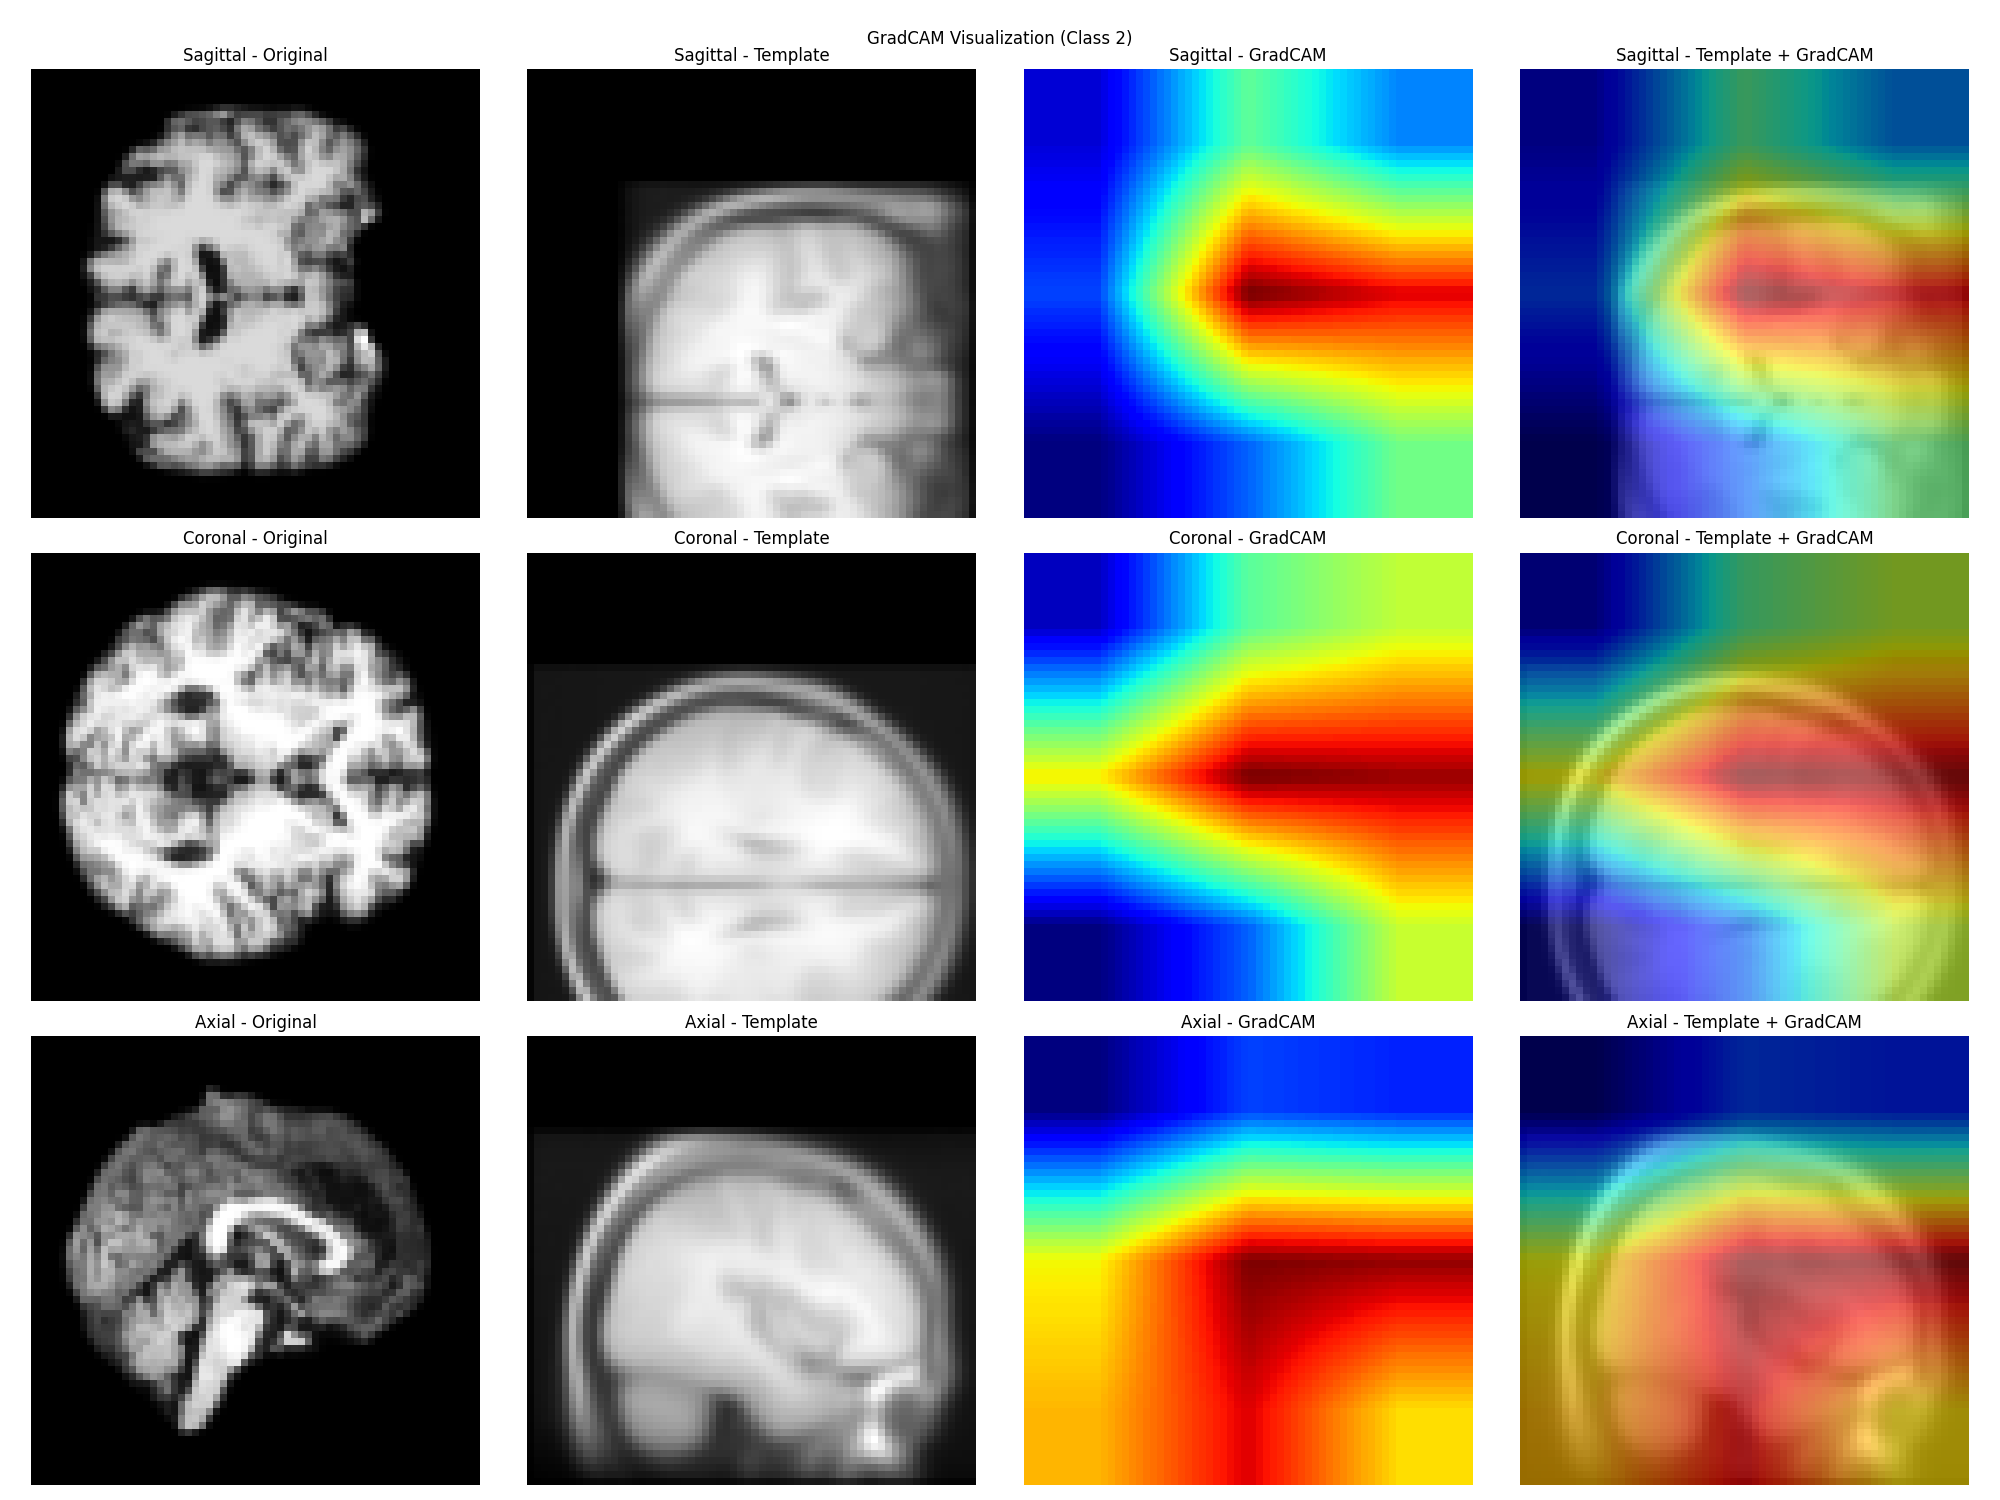 GradCAM Visualization (Class 2)
Sagittal - Original
Sagittal - Template
Sagittal - GradCAM
Sagittal - Template + GradCAM
Coronal - Original
Coronal - Template
Coronal - GradCAM
Coronal - Template + GradCAM
Axial - Original
Axial - Template
Axial - GradCAM
Axial - Template + GradCAM